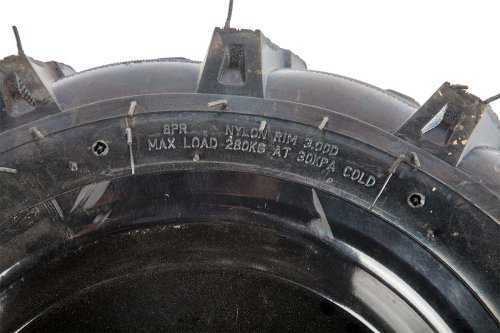 8PR NYLON RIM 3.00D
MAX LOAD 280KG AT 30KPA COLD